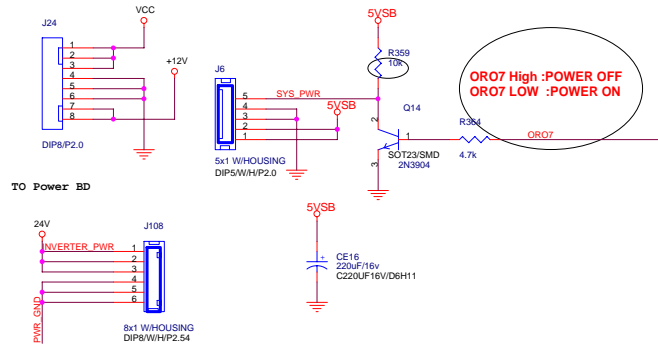 J24
VCC
1
2
3
4
5
6
7
8
+12V
DIP8/P2.0
J6
5
4
3
2
1
SYS_PWR
5VSB
5x1 W/HOUSING
DIP5/W/H/P2.0
5VSB
R359
10k
Q14
2
1
3
SOT23/SMD
2N3904
R364
4.7k
ORO7
ORO7 High :POWER OFF
ORO7 LOW :POWER ON
TO Power BD
24V
INVERTER_PWR
PWR_GND
J108
1
2
3
4
5
6
8x1 W/HOUSING
DIP8/W/H/P2.54
5VSB
+
CE16
220uF/16v
C220UF16V/D6H11